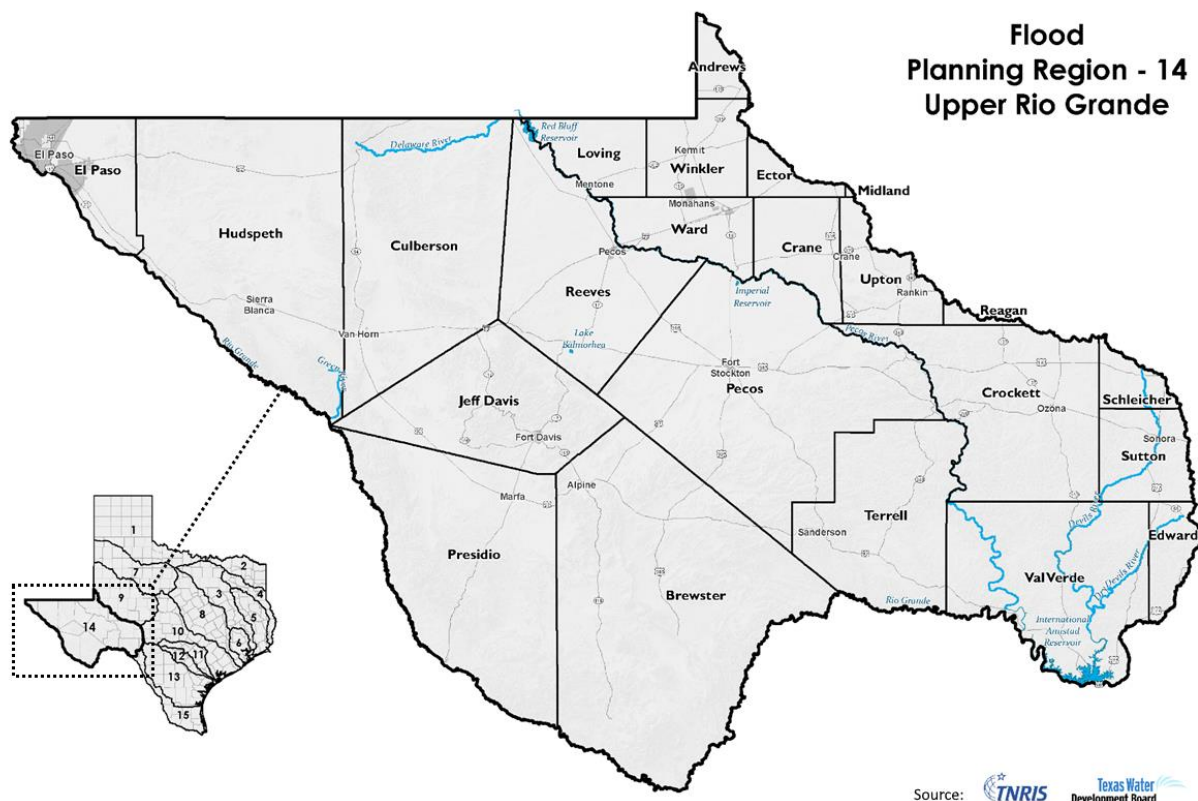 Flood
Planning Region - 14
Upper Rio Grande
Andrews
El Paso
El Paso
Delaware River
Red Bluff
Reservoir
Loving
Kermit
Winkler
Ector
Midland
Mentone
Hudspeth
Culberson
Monahans
Ward
Crane
Crane
Pecos
Upton
Rankin
Reeves
Imperial
Reservoir
Reagan
Sierra
Blanca
Van Horn
Lake
Balmorhea
Pecos River
Rio Grande
Fort
Stockton
Pecos
Crockett
Ozona
Schleicher
Jeff Davis
Fort Davis
Sonora
Sutton
Marfa
Alpine
Terrell
Sanderson
Devils River
Edward
Presidio
Brewster
Val Verde
Dry Devils River
Rio Grande
International
Amistad
Reservoir
1
2
7
3
4
9
8
5
14
10
6
12
11
13
15
Source:
TNRIS
Texas Water
Development Board